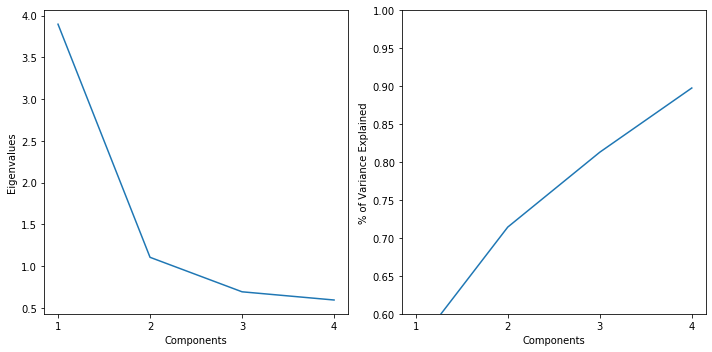 4.0
3.5
3.0
2.5
2.0
1.5
1.0
0.5
Eigenvalues
1 2 3 4
Components
1.00
0.95
0.90
0.85
0.80
0.75
0.70
0.65
0.60
% of Variance Explained
1 2 3 4
Components